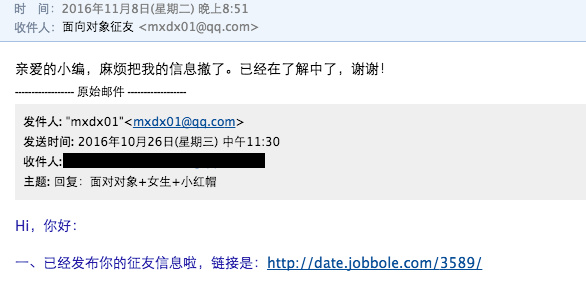 时 间: 2016年11月8日(星期二) 晚上8:51
收件人: 面向对象征友 <mxdx01@qq.com>
亲爱的小编，麻烦把我的信息撤了。已经在了解中了，谢谢！
------------------ 原始邮件 ------------------
发件人: "mxdx01"<mxdx01@qq.com>
发送时间: 2016年10月26日(星期三) 中午11:30
收件人:
主题: 回复：面对对象+女生+小红帽
Hi，你好：
一、已经发布你的征友信息啦，链接是：http://date.jobbole.com/3589/